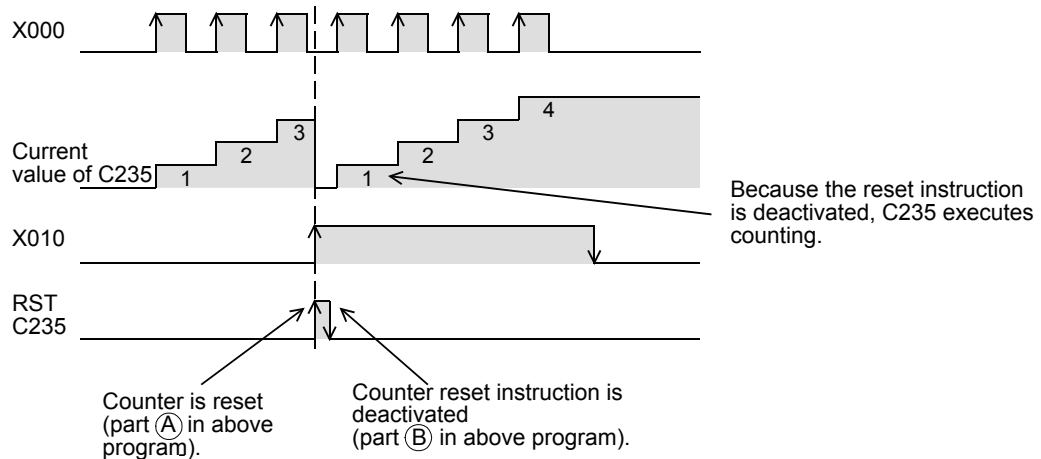 X000
Current
value of C235
1
2
3
1
2
3
4
Because the reset instruction
is deactivated, C235 executes
counting.
X010
RST
C235
Counter is reset
(part Ⓐ in above
program).
Counter reset instruction is
deactivated
(part Ⓑ in above program).